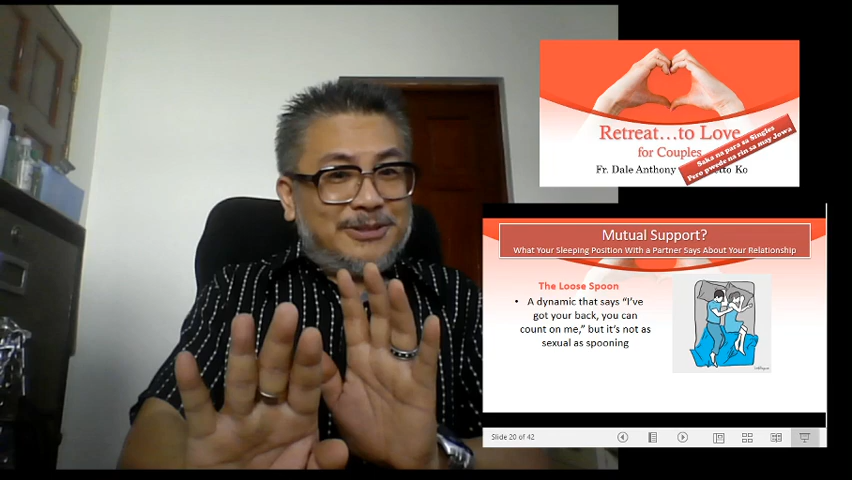 Retreat...to Love
for Couples
Saka na para sa Singles
Pero pwede na rin sa may Jowa
Fr. Dale Anthony Ko
Mutual Support?
What Your Sleeping Position With a Partner Says About Your Relationship
The Loose Spoon
• A dynamic that says “I’ve
got your back, you can
count on me,” but it’s not as
sexual as spooning
Slide 20 of 42